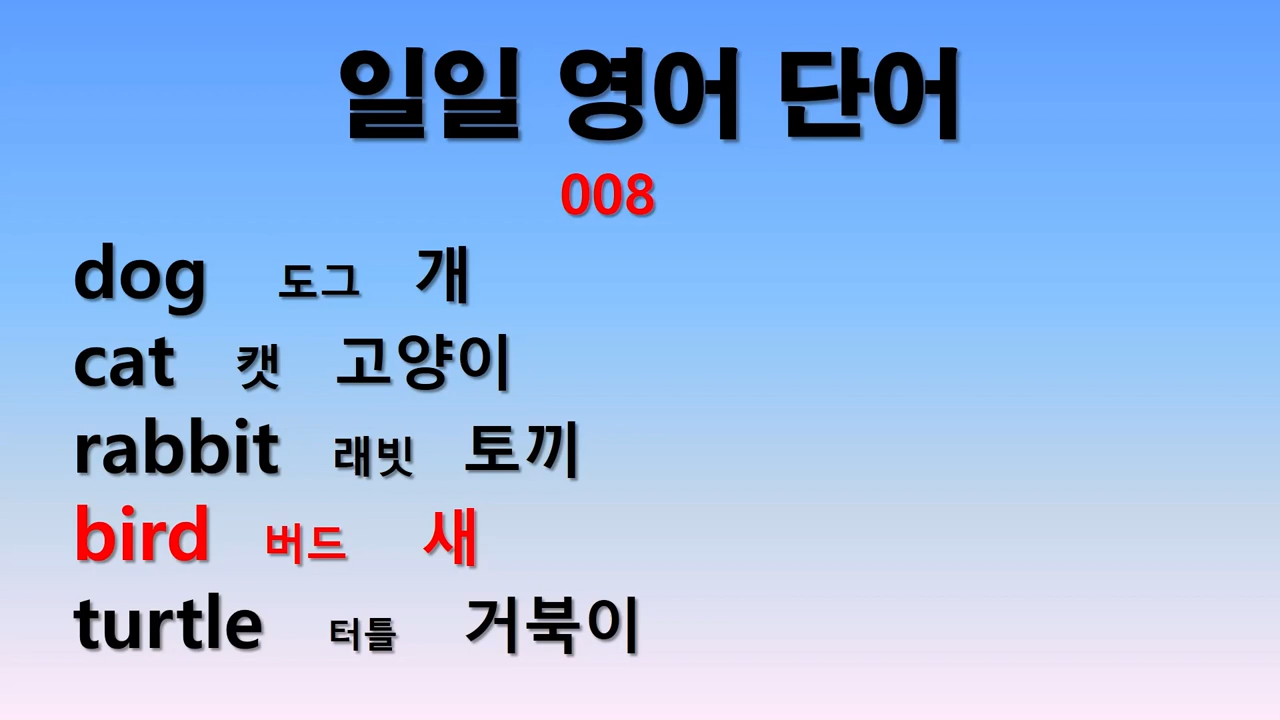 일일 영어 단어
008
dog 도그 개
cat 캣 고양이
rabbit 래빗 토끼
bird 버드 새
turtle 터틀 거북이